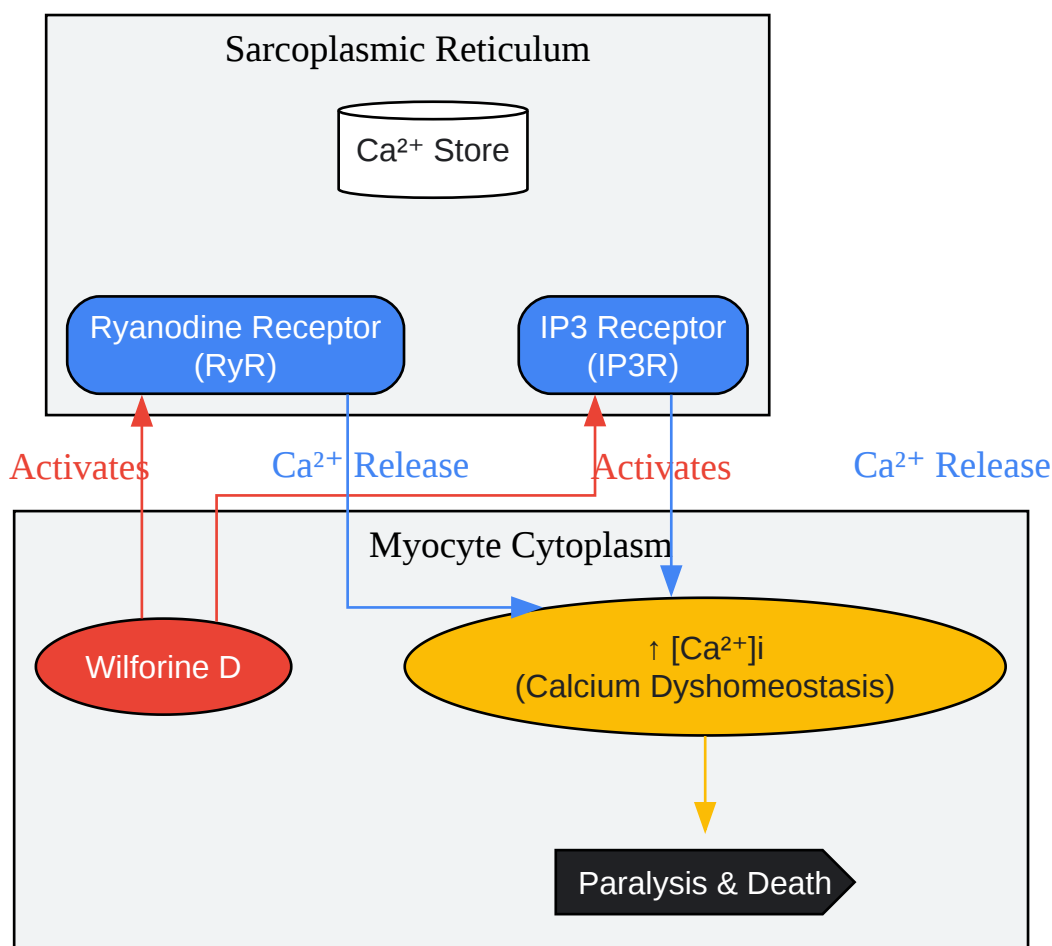 Sarcoplasmic Reticulum
Ca²⁺ Store
Ryanodine Receptor
(RyR)
IP3 Receptor
(IP3R)
Activates
Ca²⁺ Release
Activates
Ca²⁺ Release
Myocyte Cytoplasm
Wilforine D
↑ [Ca²⁺]i
(Calcium Dyshomeostasis)
Paralysis & Death